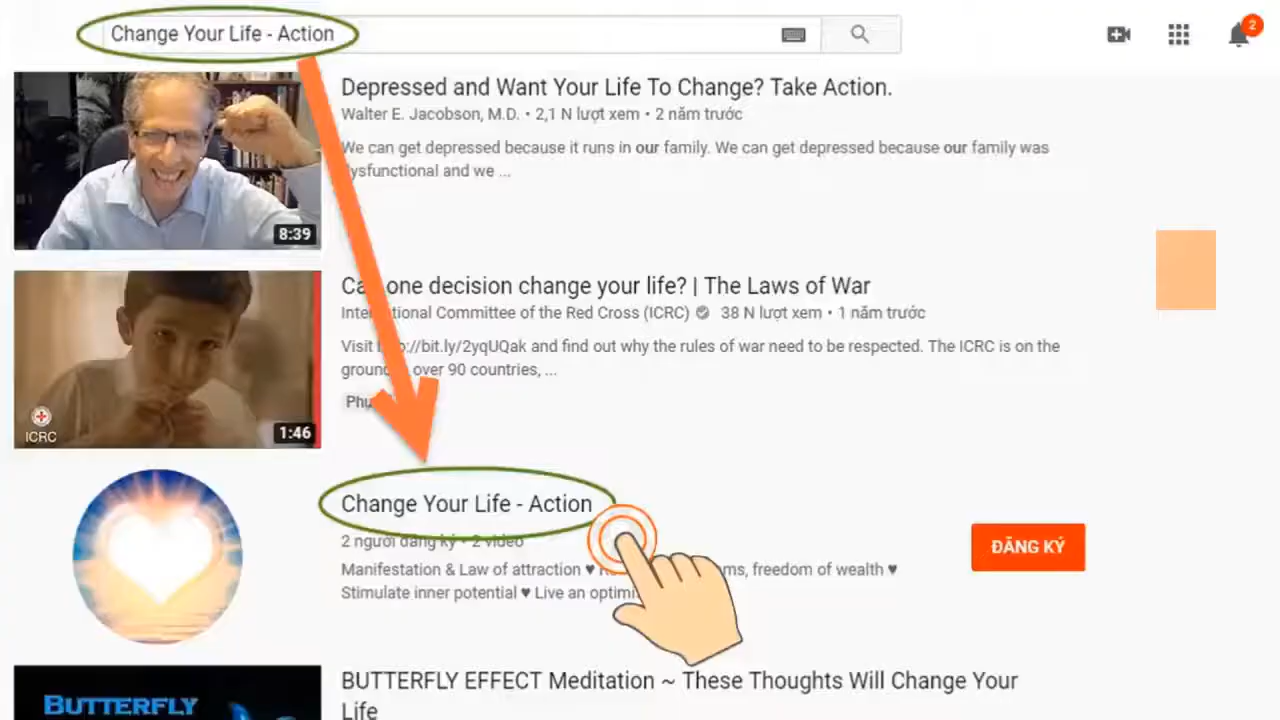 Change Your Life - Action
2
Depressed and Want Your Life To Change? Take Action.
Walter E. Jacobson, M.D. • 2,1 N lượt xem • 2 năm trước
We can get depressed because it runs in our family. We can get depressed because our family was
dysfunctional and we ...
8:39
one decision change your life? | The Laws of War
International Committee of the Red Cross (ICRC) 38 N lượt xem • 1 năm trước
Visit ://bit.ly/2yqUQak and find out why the rules of war need to be respected. The ICRC is on the
over 90 countries, ...
ICRC
1:46
Change Your Life - Action
2 người đăng ký • 2 video
ĐĂNG KÝ
Manifestation & Law of attraction ♥ freedom of wealth ♥
Stimulate inner potential ♥ Live an
BUTTERFLY EFFECT Meditation ~ These Thoughts Will Change Your
Life
BUTTERFLY